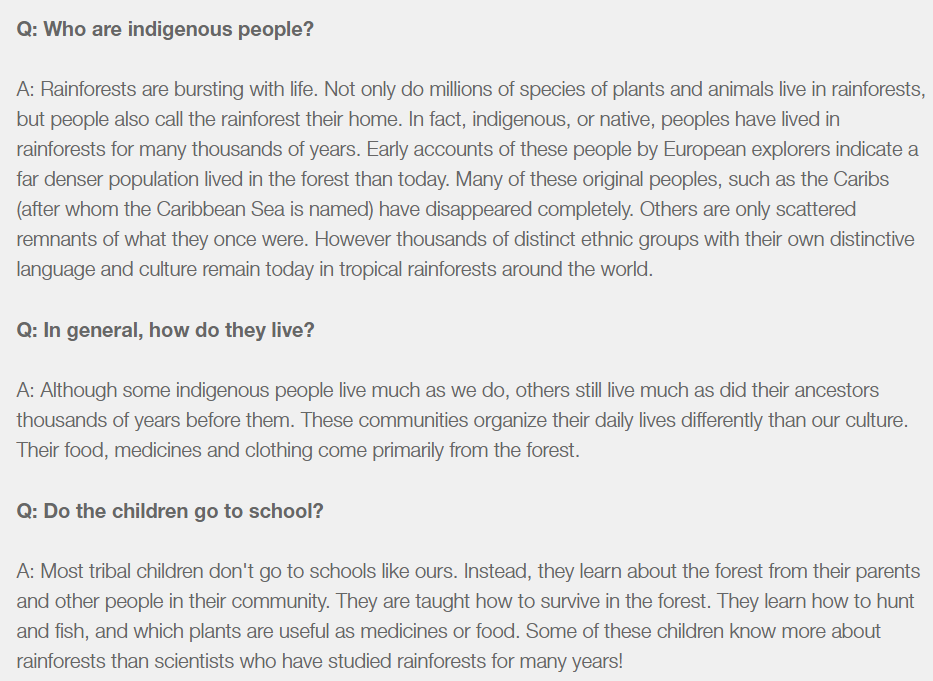 Q: Who are indigenous people?
A: Rainforests are bursting with life. Not only do millions of species of plants and animals live in rainforests,
but people also call the rainforest their home. In fact, indigenous, or native, peoples have lived in
rainforests for many thousands of years. Early accounts of these people by European explorers indicate a
far denser population lived in the forest than today. Many of these original peoples, such as the Caribs
(after whom the Caribbean Sea is named) have disappeared completely. Others are only scattered
remnants of what they once were. However thousands of distinct ethnic groups with their own distinctive
language and culture remain today in tropical rainforests around the world.
Q: In general, how do they live?
A: Although some indigenous people live much as we do, others still live much as did their ancestors
thousands of years before them. These communities organize their daily lives differently than our culture.
Their food, medicines and clothing come primarily from the forest.
Q: Do the children go to school?
A: Most tribal children don't go to schools like ours. Instead, they learn about the forest from their parents
and other people in their community. They are taught how to survive in the forest. They learn how to hunt
and fish, and which plants are useful as medicines or food. Some of these children know more about
rainforests than scientists who have studied rainforests for many years!